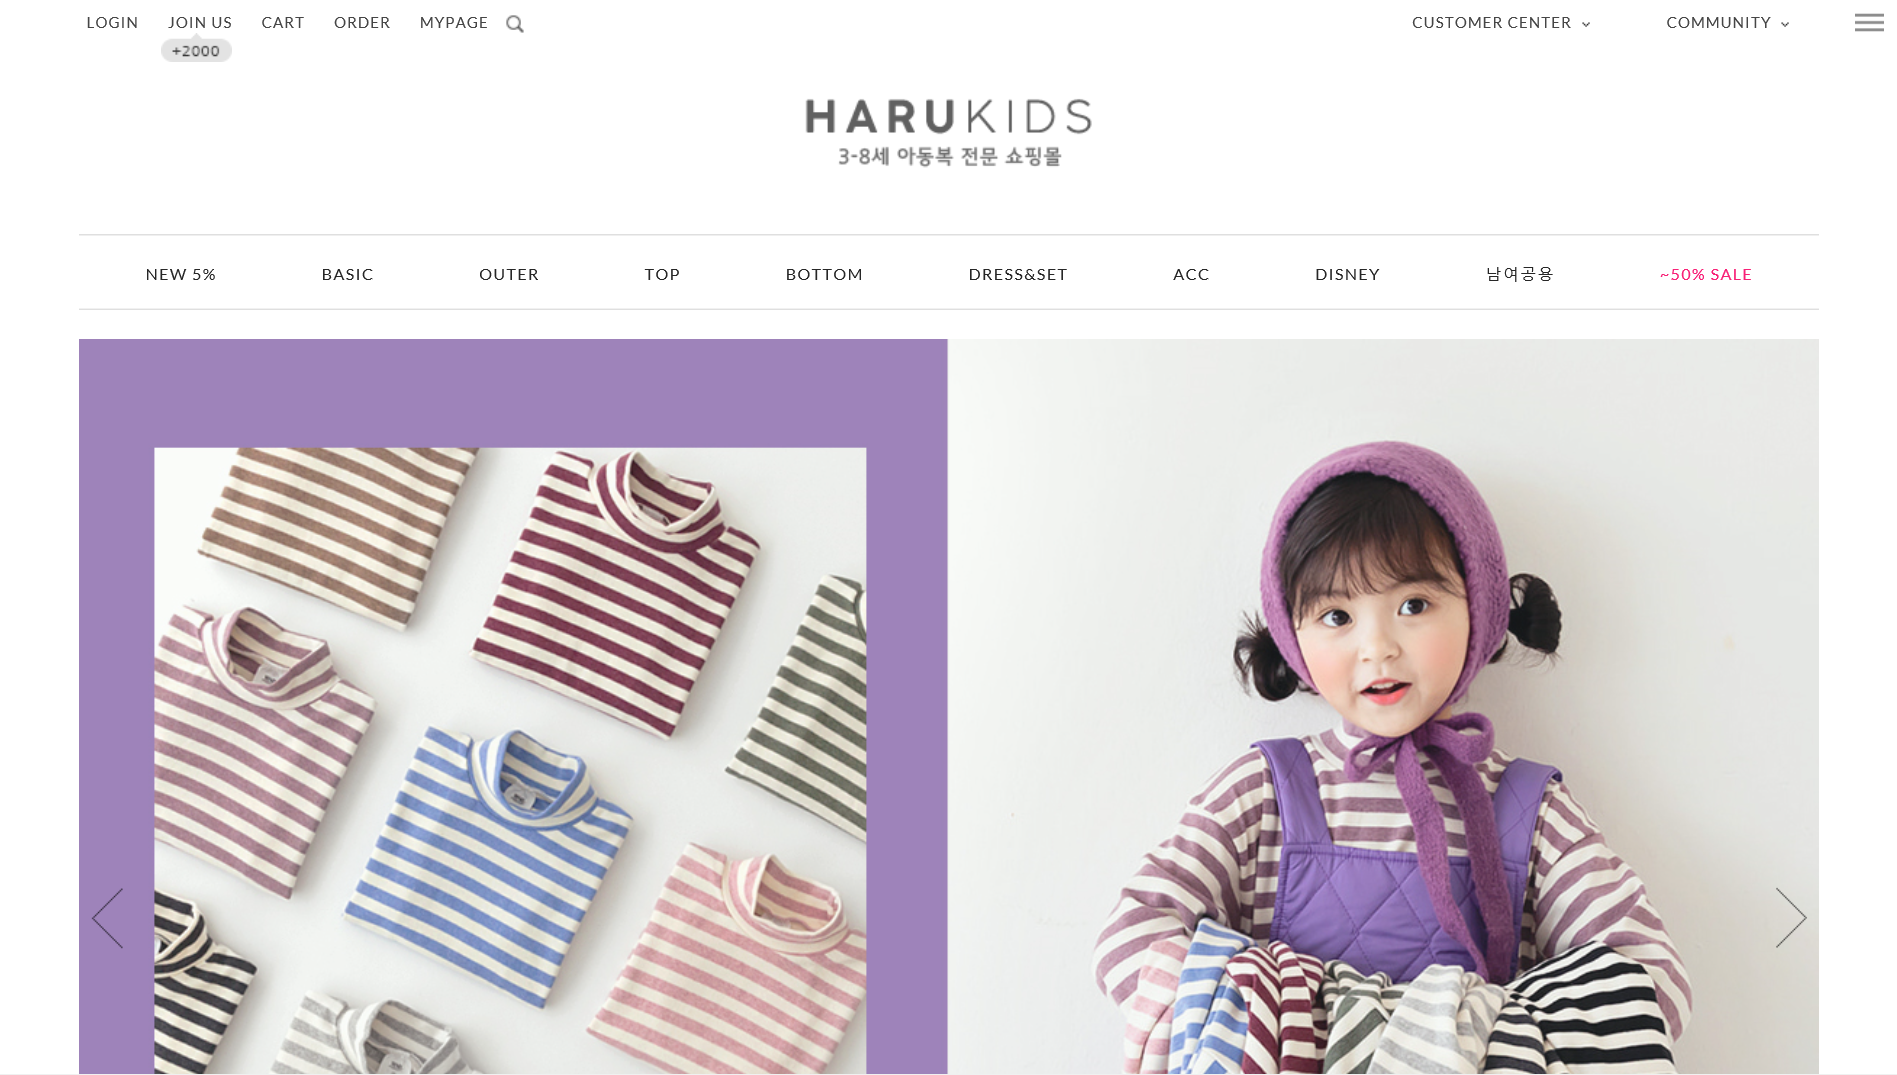 LOGIN JOIN US CART ORDER MYPAGE CUSTOMER CENTER COMMUNITY
+2000
HARUKIDS
3-8세 아동복 전문 쇼핑몰
NEW 5% BASIC OUTER TOP BOTTOM DRESS&SET ACC DISNEY 남여공용 ~50% SALE